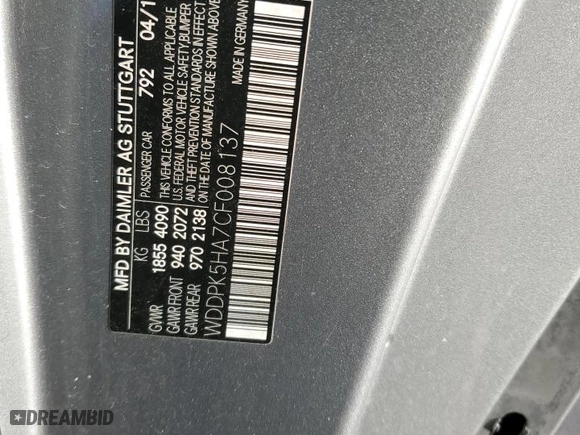 MFD BY DAIMLER AG STUTTGART
KG LBS PASSENGER CAR 792 04/1
GVWR 1855 4090 THIS VEHICLE CONFORMS TO ALL APPLICABLE
GAWR FRONT 940 2072 U.S. FEDERAL MOTOR VEHICLE SAFETY, BUMPER
GAWR REAR 970 2138 AND THEFT PREVENTION STANDARDS IN EFFECT
ON THE DATE OF MANUFACTURE SHOWN ABOVE
WDDPK5HA7CF008137 MADE IN GERMANY
DREAMBID